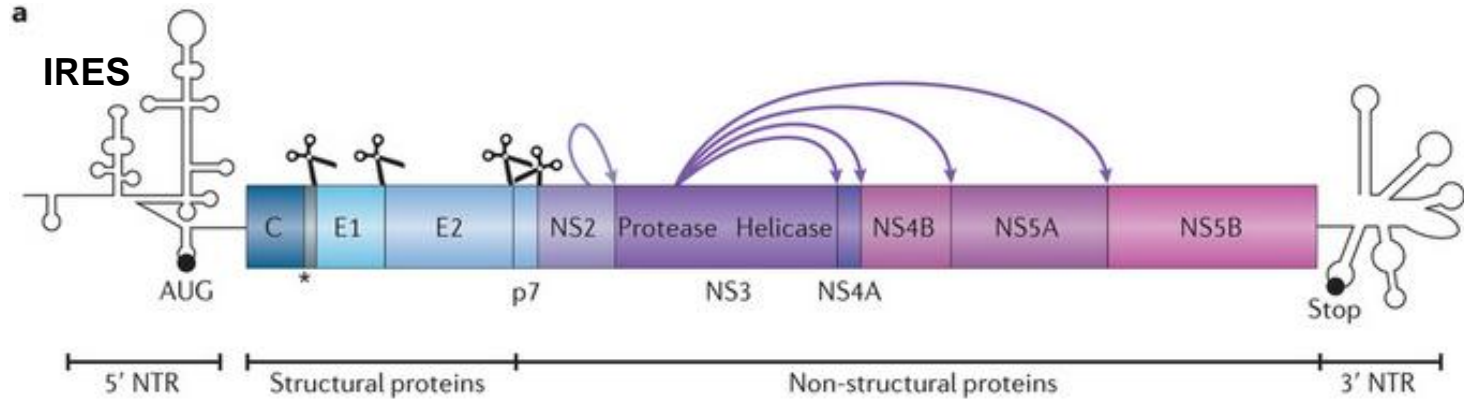 a
IRES
C E1 E2 NS2 Protease Helicase NS4B NS5A NS5B
*
AUG p7 NS3 NS4A Stop
5′ NTR Structural proteins Non-structural proteins 3′ NTR